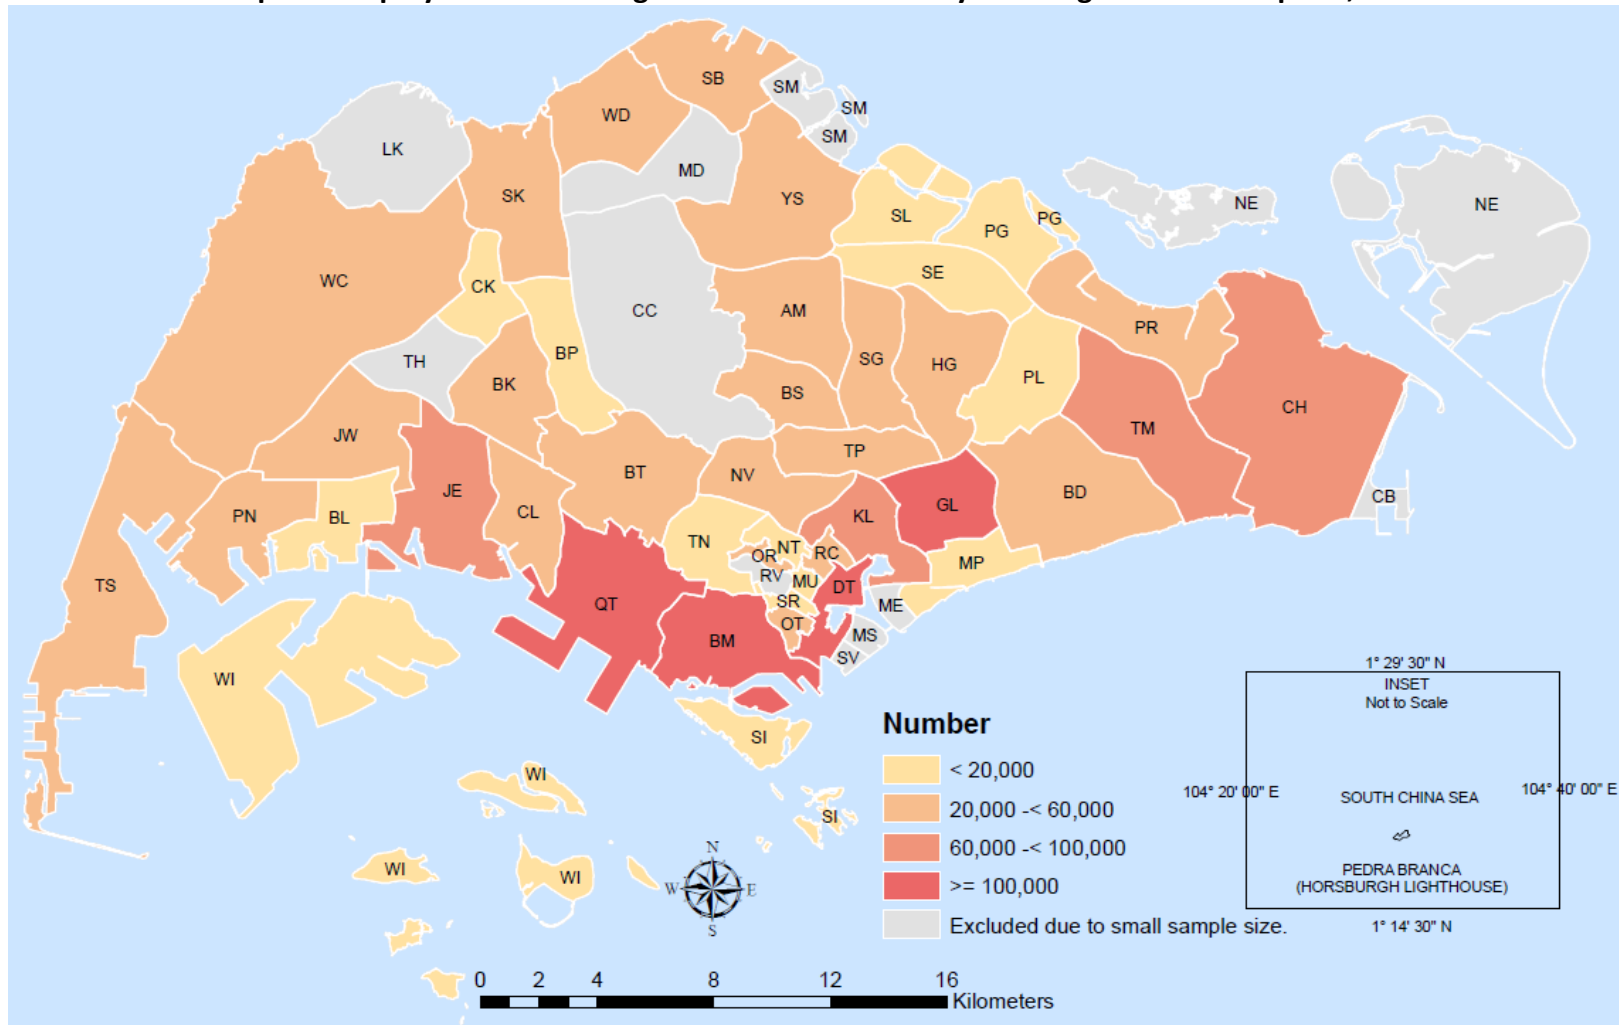 SB
SM
SM
WD
SM
LK
MD
SK
YS
NE
NE
SL
PG
PG
SE
WC
CK
CC
AM
PR
BP
SG
HG
TH
BK
BS
PL
CH
JW
TM
TP
BT
NV
JE
BD
CB
GL
PN
BL
CL
KL
TN
NT
RC
OR
MP
RV
MU
DT
TS
SR
ME
QT
OT
BM
MS
SV
WI
SI
WI
SI
WI
WI
1° 29' 30" N
INSET
Not to Scale
104° 20' 00" E
104° 40' 00" E
SOUTH CHINA SEA
PEDRA BRANCA
(HORSBURGH LIGHTHOUSE)
1° 14' 30" N
Number
< 20,000
20,000 -< 60,000
60,000 -< 100,000
>= 100,000
Excluded due to small sample size.
N
W E
S
0 2 4 8 12 16
Kilometers